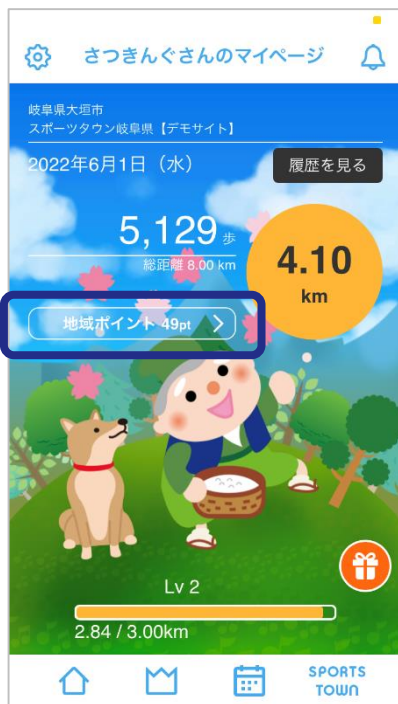 さつきんぐさんのマイページ
岐阜県大垣市
スポーツタウン岐阜県【デモサイト】
2022年6月1日（水）
履歴を見る
5,129 歩
総距離 8.00 km
4.10
km
地域ポイント 49pt
Lv 2
2.84 / 3.00km
SPORTS
TOWN